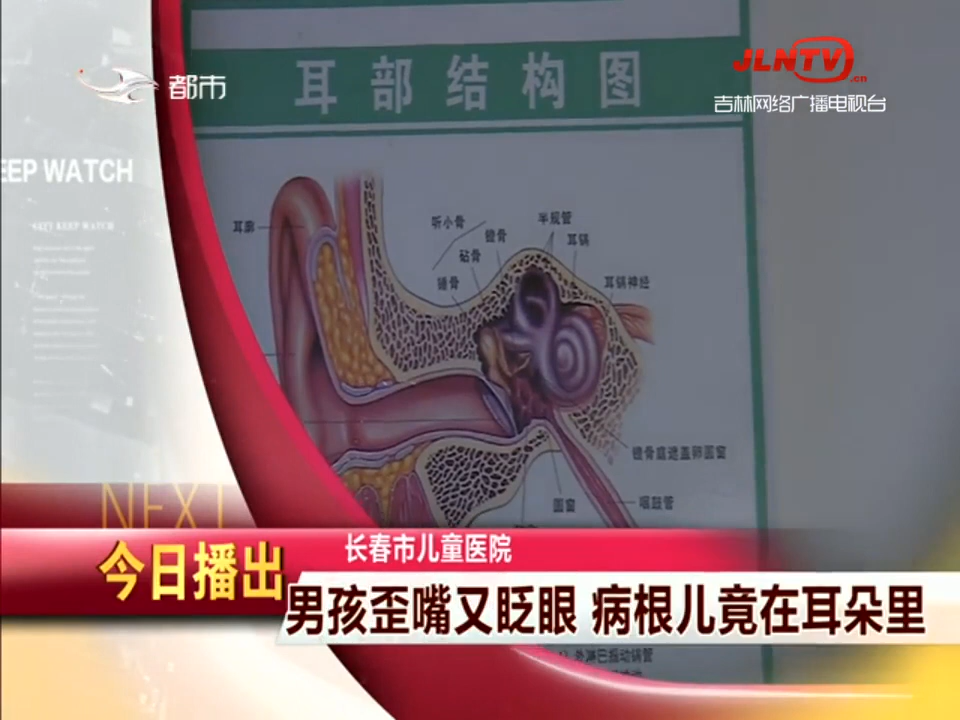 都市
JLNTV.cn
吉林网络广播电视台
耳部结构图
EEP WATCH
CITY KEEP WATCH
耳廓
听小骨
镫骨
砧骨
锤骨
半规管
耳蜗
耳蜗神经
镫骨底遮盖卵圆窗
圆窗
咽鼓管
NEXT
今日播出
长春市儿童医院
男孩歪嘴又眨眼 病根儿竟在耳朵里